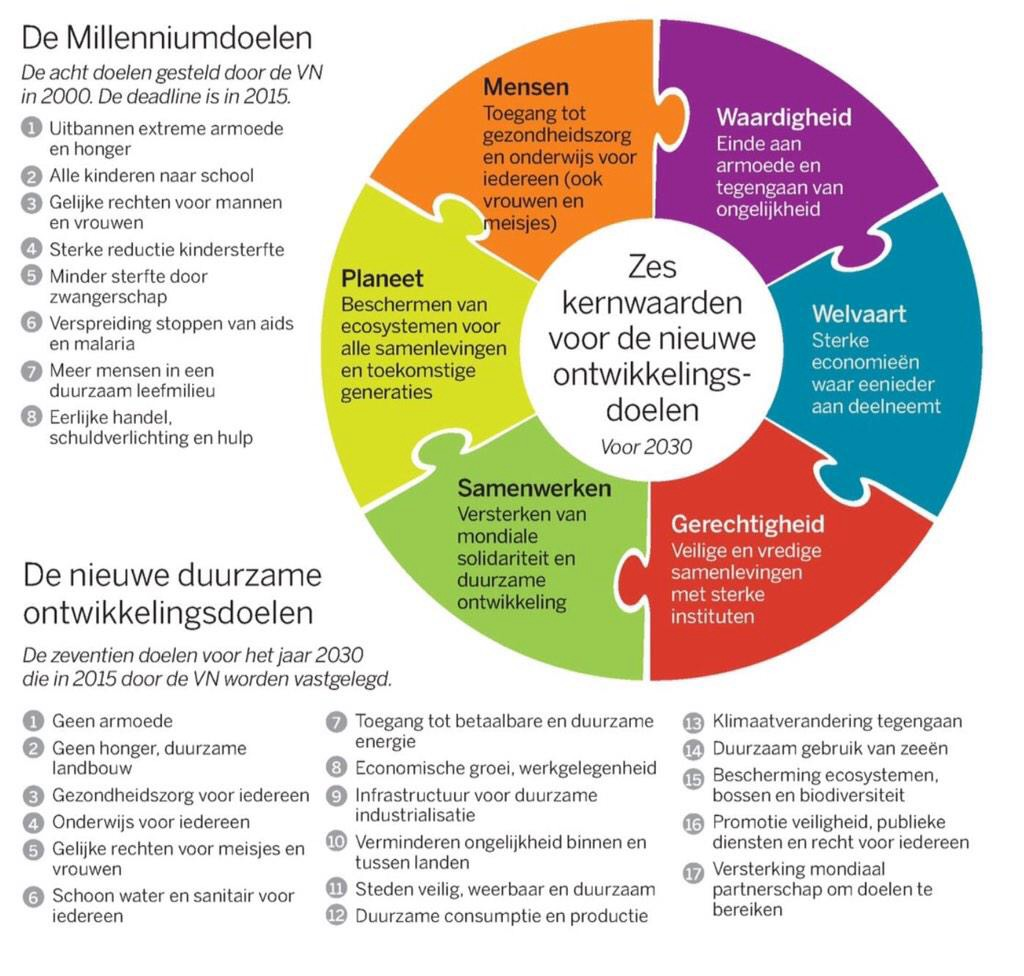 De Millenniumdoelen
De acht doelen gesteld door de VN
in 2000. De deadline is in 2015.
1 Uitbannen extreme armoede
en honger
2 Alle kinderen naar school
3 Gelijke rechten voor mannen
en vrouwen
4 Sterke reductie kindersterfte
5 Minder sterfte door
zwangerschap
6 Verspreiding stoppen van aids
en malaria
7 Meer mensen in een
duurzaam leefmilieu
8 Eerlijke handel,
schuldverlichting en hulp
Mensen
Toegang tot
gezondheidszorg
en onderwijs voor
iedereen (ook
vrouwen en
meisjes)
Waardigheid
Einde aan
armoede en
tegengaan van
ongelijkheid
Planeet
Beschermen van
ecosystemen voor
alle samenlevingen
en toekomstige
generaties
Zes
kernwaarden
voor de nieuwe
ontwikkelings-
doelen
Voor 2030
Welvaart
Sterke
economieën
waar eenieder
aan deelneemt
Samenwerken
Versterken van
mondiale
solidariteit en
duurzame
ontwikkeling
Gerechtigheid
Veilige en vredige
samenlevingen
met sterke
instituten
De nieuwe duurzame
ontwikkelingsdoelen
De zeventien doelen voor het jaar 2030
die in 2015 door de VN worden vastgelegd.
1 Geen armoede
2 Geen honger, duurzame
landbouw
3 Gezondheidszorg voor iedereen
4 Onderwijs voor iedereen
5 Gelijke rechten voor meisjes en
vrouwen
6 Schoon water en sanitair voor
iedereen
7 Toegang tot betaalbare en duurzame
energie
8 Economische groei, werkgelegenheid
9 Infrastructuur voor duurzame
industrialisatie
10 Verminderen ongelijkheid binnen en
tussen landen
11 Steden veilig, weerbaar en duurzaam
12 Duurzame consumptie en productie
13 Klimaatverandering tegengaan
14 Duurzaam gebruik van zeeën
15 Bescherming ecosystemen,
bossen en biodiversiteit
16 Promotie veiligheid, publieke
diensten en recht voor iedereen
17 Versterking mondiaal
partnerschap om doelen te
bereiken